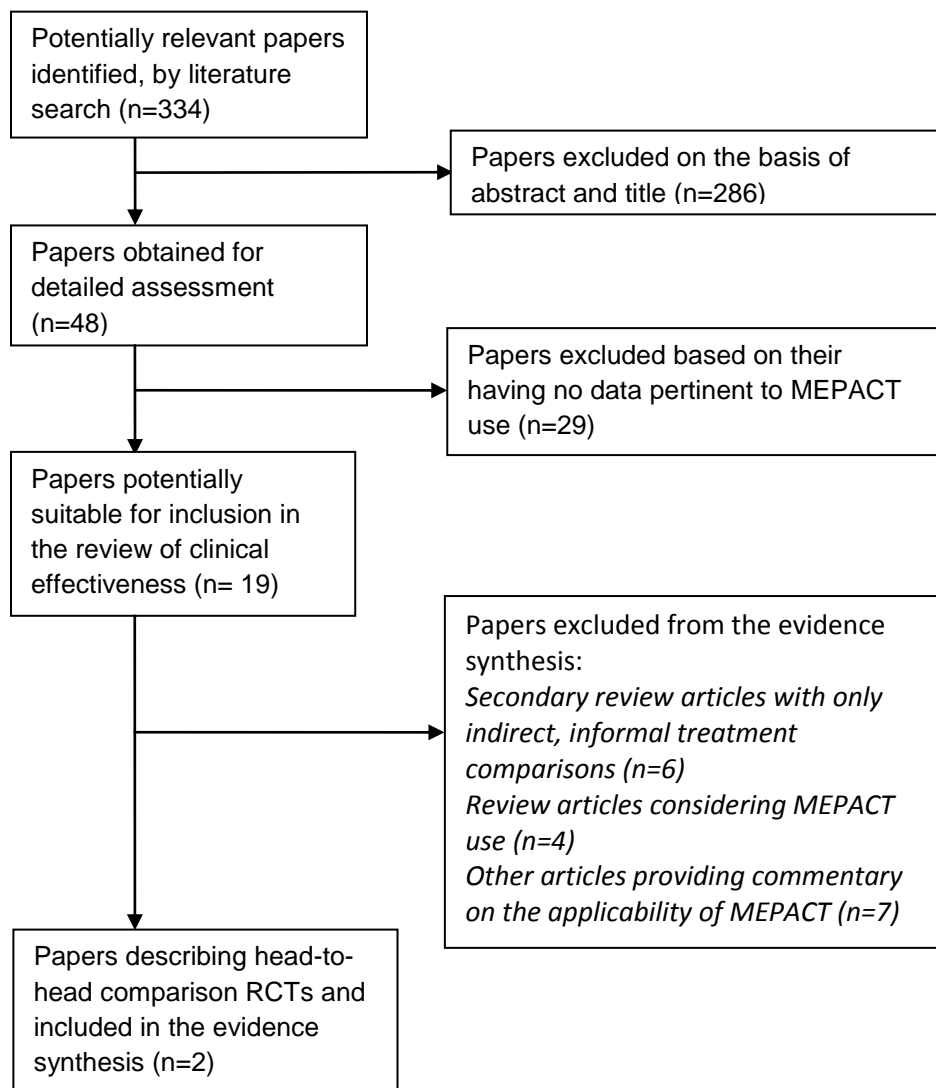 Potentially relevant papers
identified, by literature
search (n=334)
Papers excluded on the basis of
abstract and title (n=286)
Papers obtained for
detailed assessment
(n=48)
Papers excluded based on their
having no data pertinent to MEPACT
use (n=29)
Papers potentially
suitable for inclusion in
the review of clinical
effectiveness (n= 19)
Papers excluded from the evidence
synthesis:
Secondary review articles with only
indirect, informal treatment
comparisons (n=6)
Review articles considering MEPACT
use (n=4)
Other articles providing commentary
on the applicability of MEPACT (n=7)
Papers describing head-to-
head comparison RCTs and
included in the evidence
synthesis (n=2)